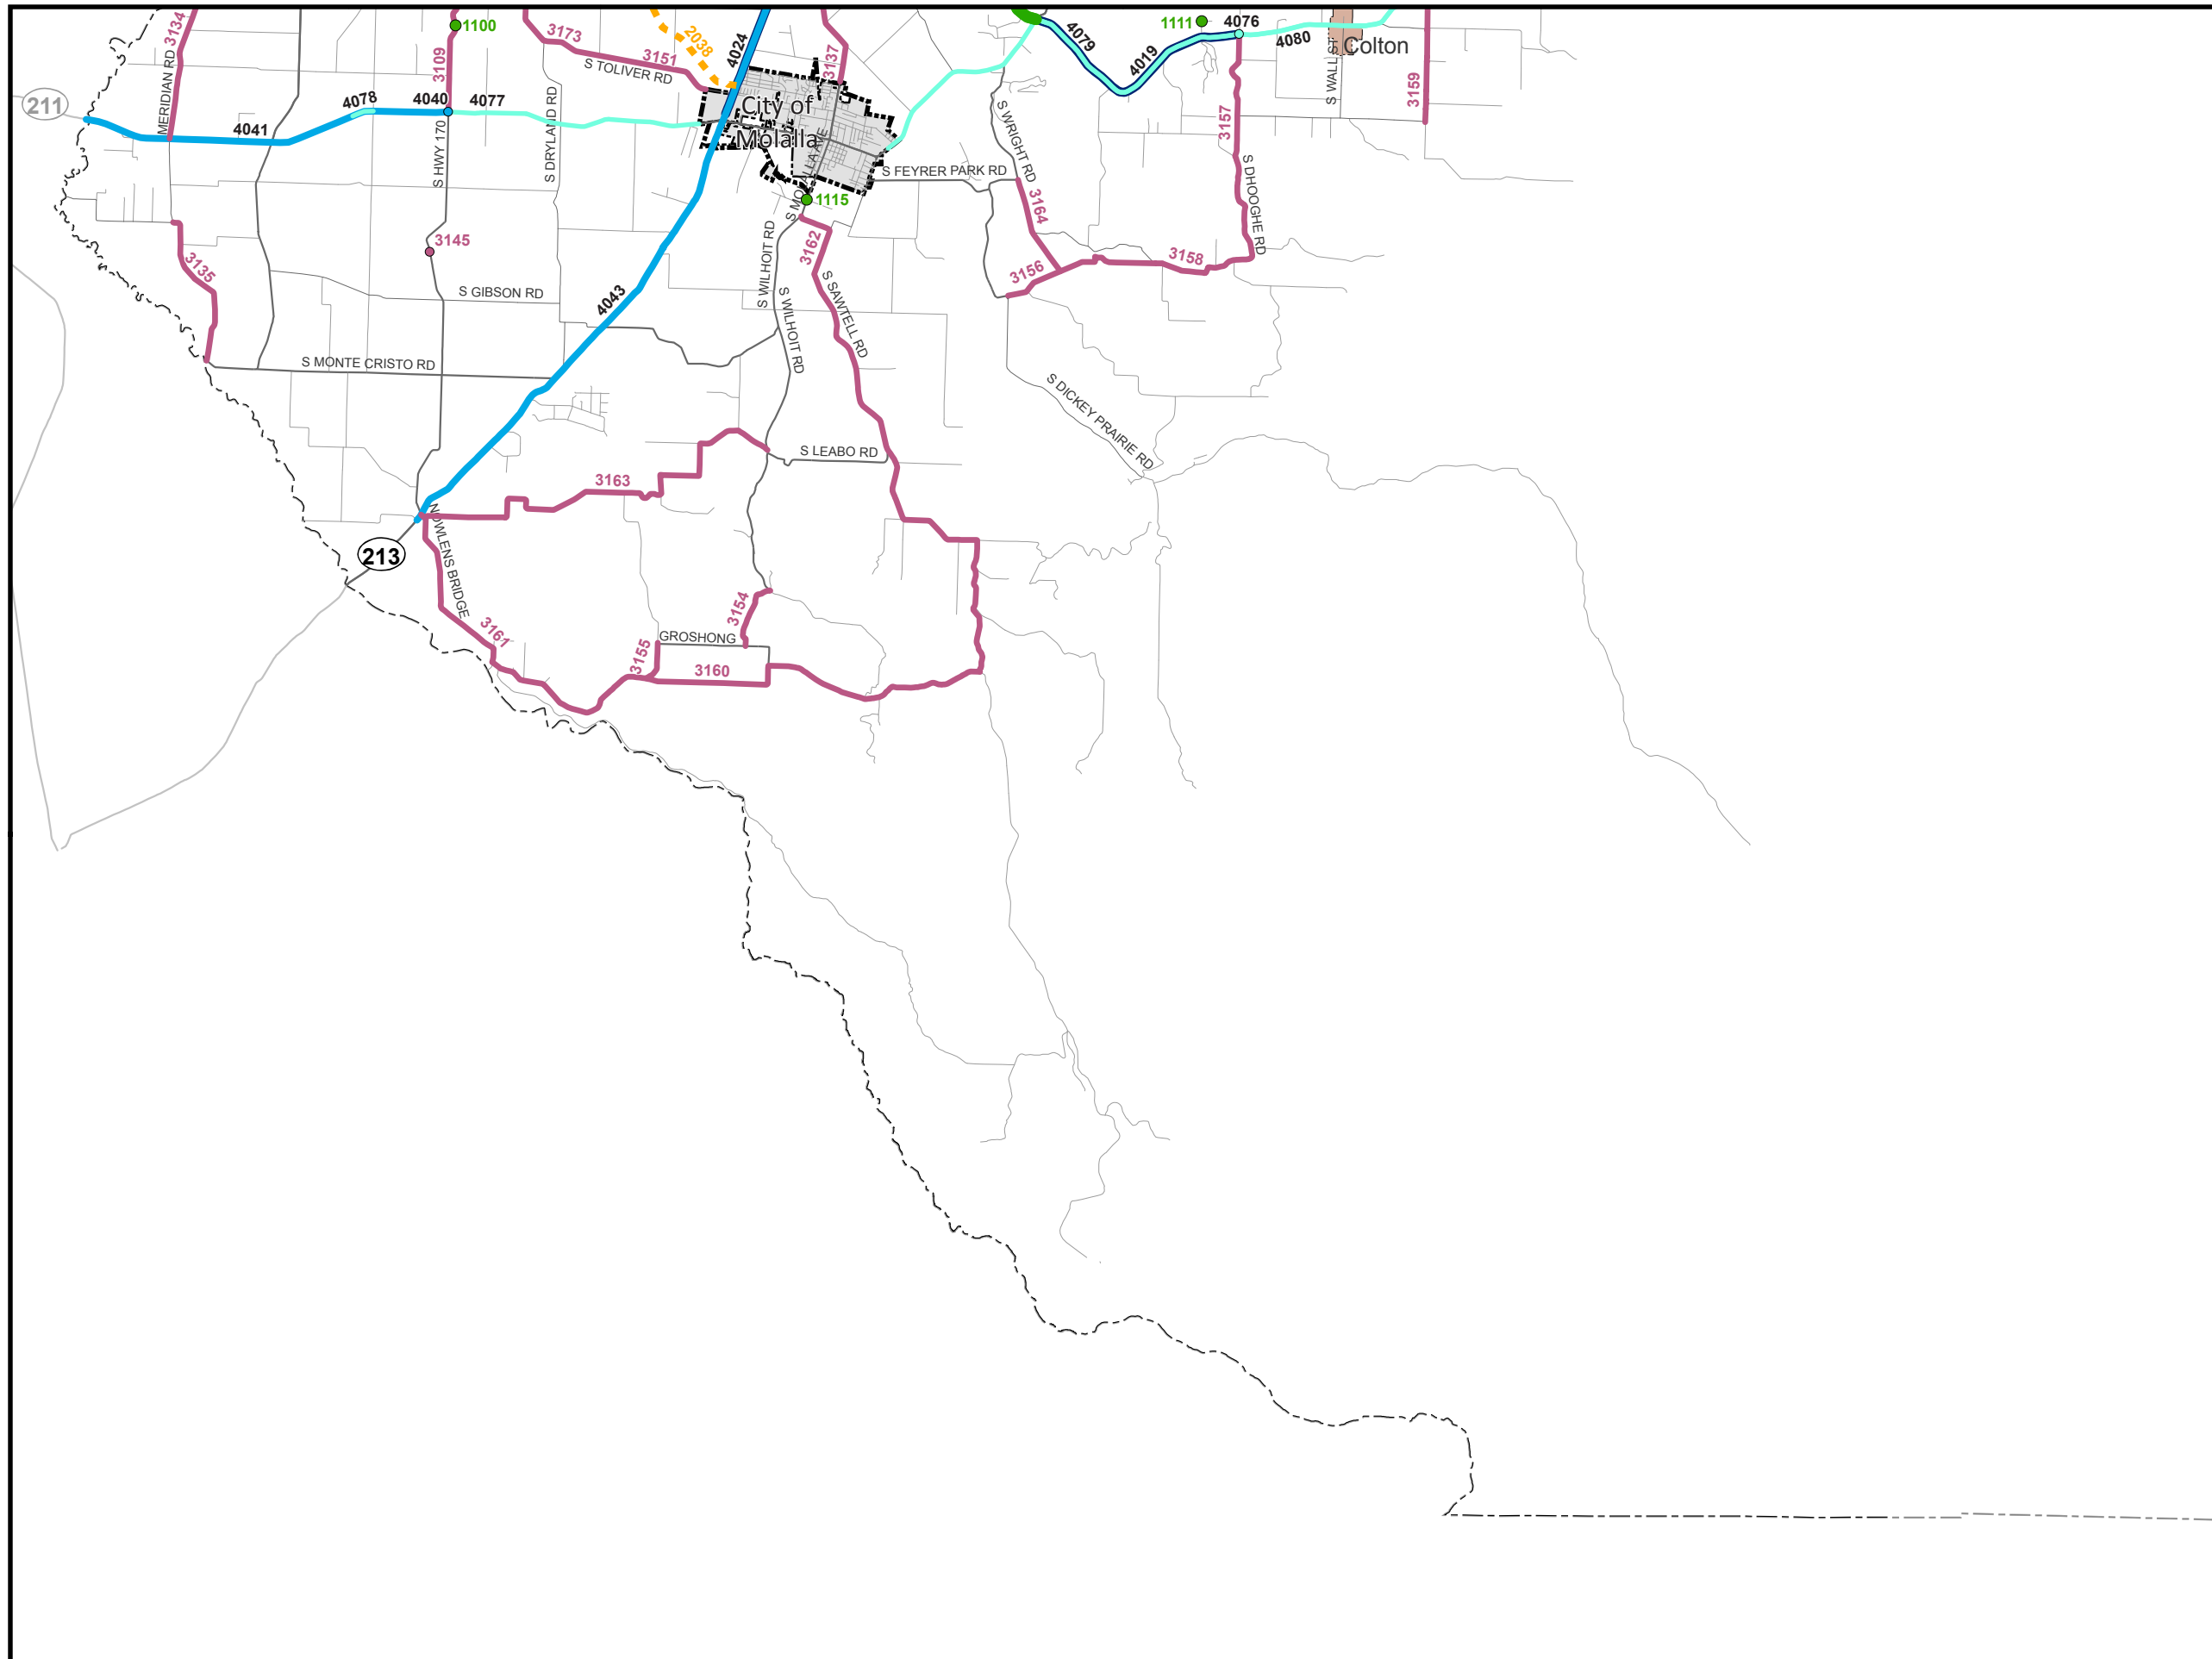 3134
1100
3173
2038
4024
3137
4079
1111
4076
4080
Colton
4019
3151
S TOLIVER RD
3109
MERIDIAN RD
S WALL ST
3159
211
4078
4040
4077
4041
City of
Molalla
S DRYLAND RD
S HWY 170
S WRIGHT RD
3157
S FEYRER PARK RD
S DHOOGHE RD
1115
3164
3145
3162
S WILHOIT RD
3135
3156
3158
S GIBSON RD
4043
S WILHOIT RD
S SAWTELL RD
S MONTE CRISTO RD
S DICKEY PRAIRIE RD
S LEABO RD
3163
NOWLENS BRIDGE
213
3161
3154
GROSHONG
3155
3160